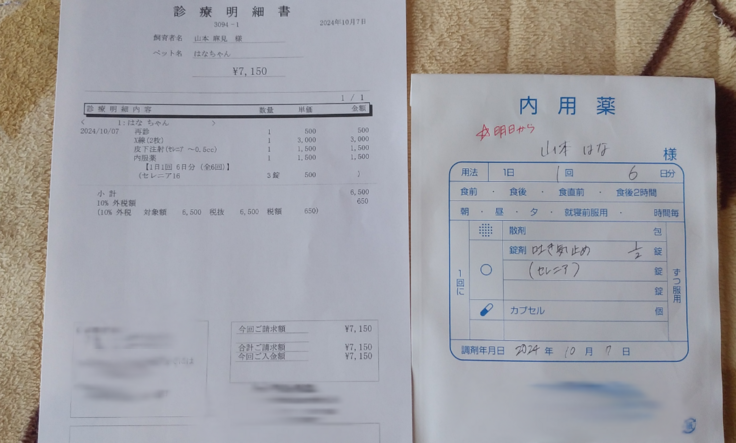 診療明細書
3094-1
2024年10月7日
飼育者名 山本 麻見 様
ペット名 はなちゃん
¥7,150
1 / 1
診療明細内容 数量 単価 金額
< 1:はな ちゃん >
2024/10/07 再診 1 500 500
X線(2枚) 1 3,000 3,000
皮下注射(セレニア ~0.5cc) 1 1,500 1,500
内服薬 1 1,500 1,500
【1日1回 6日分 (全6回)】
(セレニア16 3 錠 500 )
小 計 6,500
10% 外税額 650
(10% 外税 対象額 6,500 税抜 6,500 税額 650)
今回ご請求額 ¥7,150
合計ご請求額 ¥7,150
今回ご入金額 ¥7,150
内用薬
☆明日から
山本 はな 様
用法 1日 1 回 6 日分
食前 ・ 食後 ・ 食直前 ・ 食後2時間
朝 ・ 昼 ・ 夕 ・ 就寝前服用 ・ 時間毎
1回に
散剤 包
錠剤 吐き気止め 1/2 錠
(セレニア) 錠
錠
カプセル 個
ずつ服用
調剤年月日 2024 年 10 月 7 日